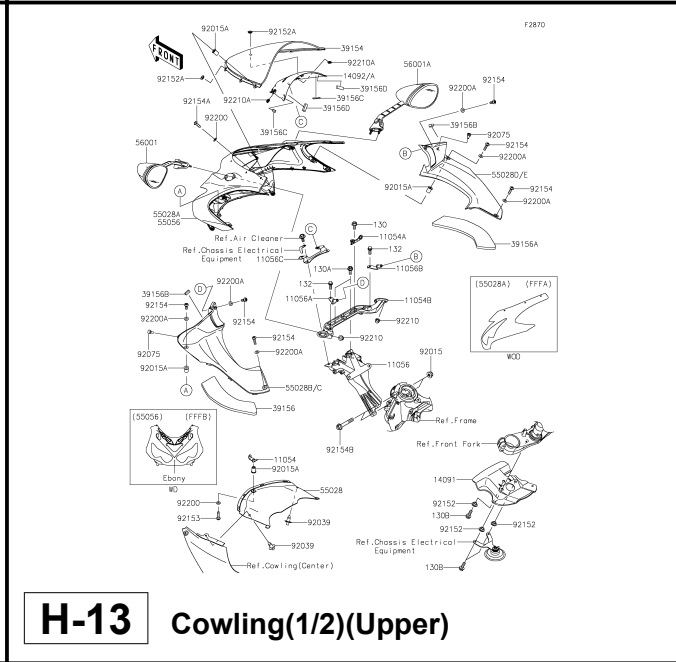 F2870
92015A
92152A
39154
FRONT
92210A
14092/A
56001A
92154
92200A
92152A
39156D
92154A
92210A
39156C
39156D
39156B
92200
C
92075
39156C
92154
56001
B
92200A
55028D/E
A
92015A
92154
130
92200A
55028A
55056
Ref.Air Cleaner
C
11054A
39156A
Ref.Chassis Electrical
Equipment
132
B
11056C
130A
11056B
(55028A) (FFFA)
D
92200A
132
D
39156B
11056A
11054B
92154
92200A
92210
92154
92154
92210
WOD
92075
92200A
11056
92015
92015A
55028B/C
A
39156
Ref.Frame
(55056) (FFFB)
Ref.Front Fork
92154B
Ebony
11054
WD
92015A
14091
55028
92200
92152
92153
130B
92039
92152
92152
92039
Ref.Chassis Electrical
Equipment
Ref.Cowling(Center)
130B
H-13 Cowling(1/2)(Upper)